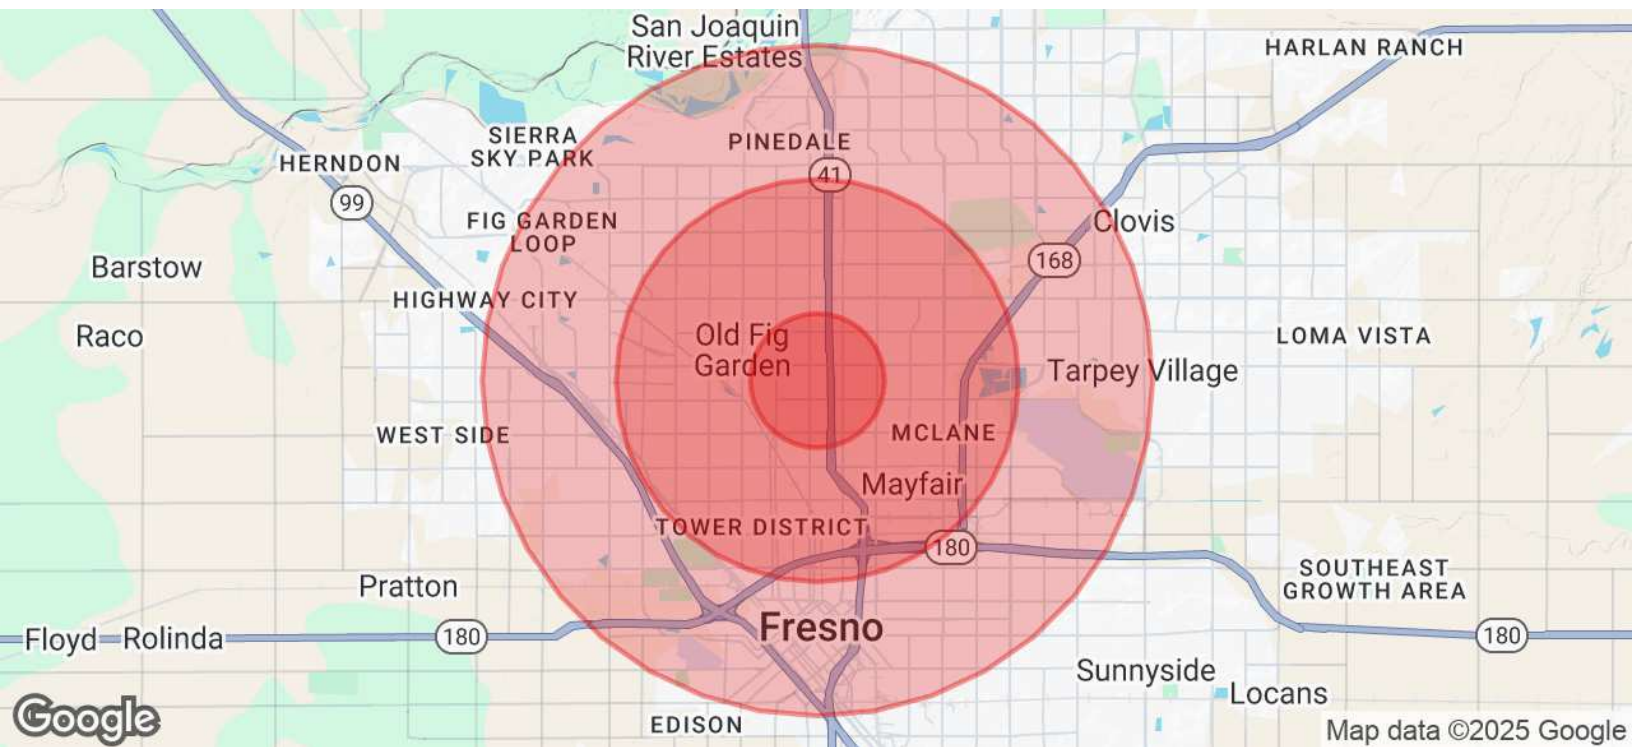 San Joaquin
River Estates
HARLAN RANCH
SIERRA
SKY PARK
PINEDALE
HERNDON
41
99
FIG GARDEN
LOOP
Clovis
168
Barstow
HIGHWAY CITY
Raco
Old Fig
Garden
LOMA VISTA
Tarpey Village
WEST SIDE
MCLANE
Mayfair
TOWER DISTRICT
180
Pratton
SOUTHEAST
GROWTH AREA
Fresno
Floyd
Rolinda
180
180
Sunnyside
Locans
Google
EDISON
Map data ©2025 Google